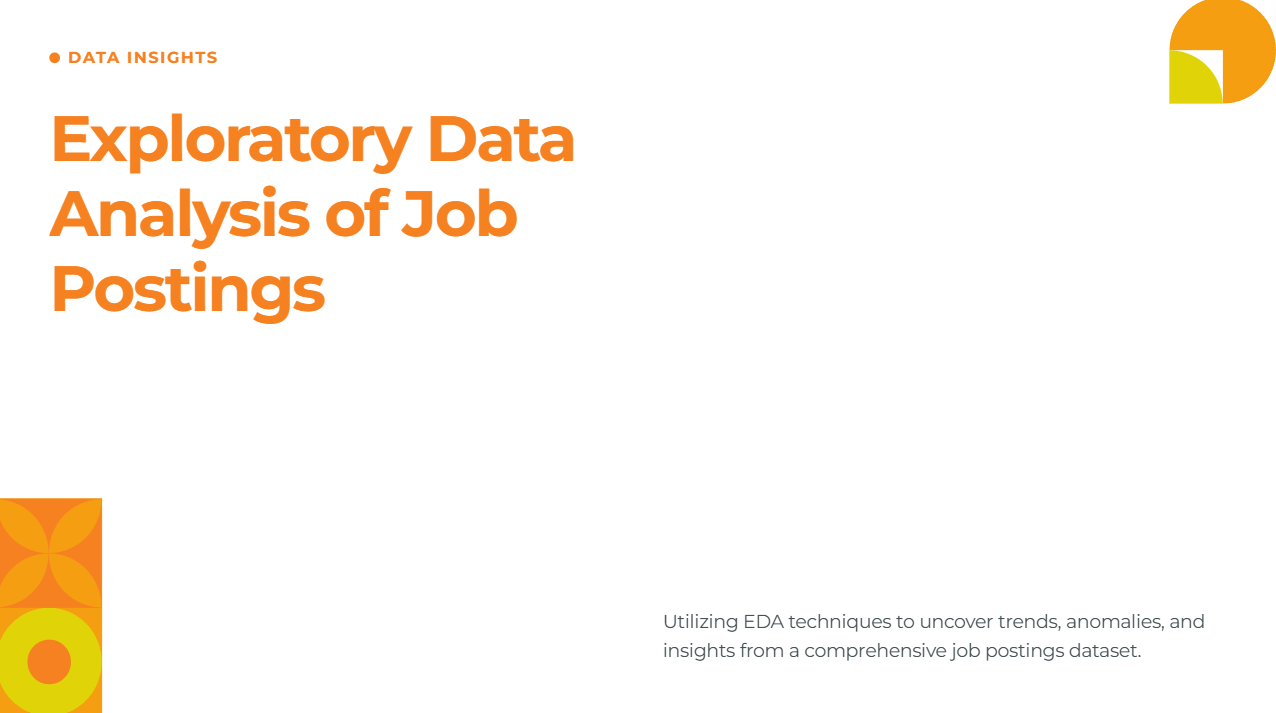 DATA INSIGHTS
Exploratory Data
Analysis of Job
Postings
Utilizing EDA techniques to uncover trends, anomalies, and
insights from a comprehensive job postings dataset.